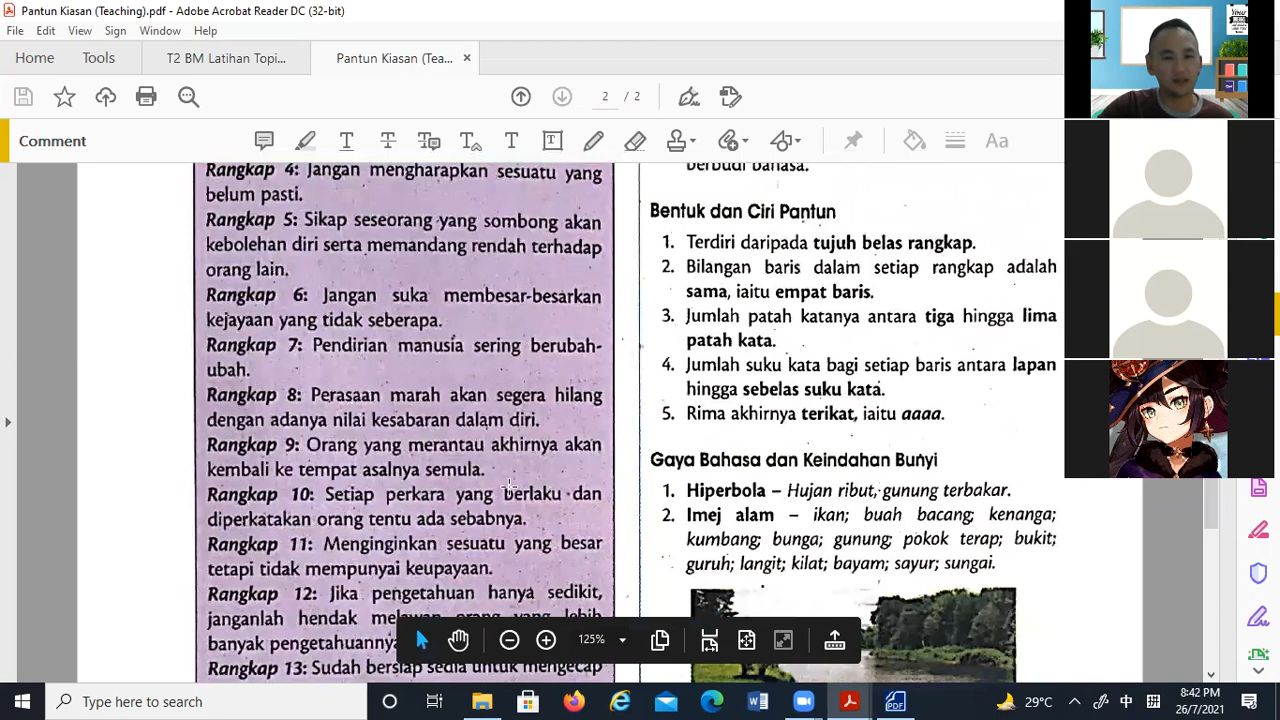 Pantun Kiasan (Teaching).pdf - Adobe Acrobat Reader DC (32-bit)
File Edit View Sign Window Help
Home Tools T2 BM Latihan Topi... Pantun Kiasan (Tea... ×
2 / 2
Comment
Aa
Rangkap 4: Jangan mengharapkan sesuatu yang
belum pasti.
Rangkap 5: Sikap seseorang yang sombong akan
kebolehan diri serta memandang rendah terhadap
orang lain.
Rangkap 6: Jangan suka membesar-besarkan
kejayaan yang tidak seberapa.
Rangkap 7: Pendirian manusia sering berubah-
ubah.
Rangkap 8: Perasaan marah akan segera hilang
dengan adanya nilai kesabaran dalam diri.
Rangkap 9: Orang yang merantau akhirnya akan
kembali ke tempat asalnya semula.
Rangkap 10: Setiap perkara yang berlaku dan
diperkatakan orang tentu ada sebabnya.
Rangkap 11: Menginginkan sesuatu yang besar
tetapi tidak mempunyai keupayaan.
Rangkap 12: Jika pengetahuan hanya sedikit,
janganlah hendak melawan orang yang lebih
banyak pengetahuannya
Rangkap 13: Sudah bersiap sedia untuk mengecap
berbudi bahasa.
Bentuk dan Ciri Pantun
1. Terdiri daripada tujuh belas rangkap.
2. Bilangan baris dalam setiap rangkap adalah
sama, iaitu empat baris.
3. Jumlah patah katanya antara tiga hingga lima
patah kata.
4. Jumlah suku kata bagi setiap baris antara lapan
hingga sebelas suku kata.
5. Rima akhirnya terikat, iaitu aaaa.
Gaya Bahasa dan Keindahan Bunyi
1. Hiperbola – Hujan ribut, gunung terbakar.
2. Imej alam – ikan; buah bacang; kenanga;
kumbang; bunga; gunung; pokok terap; bukit;
guruh; langit; kilat; bayam; sayur; sungai.
125%
Type here to search
29°C
中 拼
8:42 PM
26/7/2021